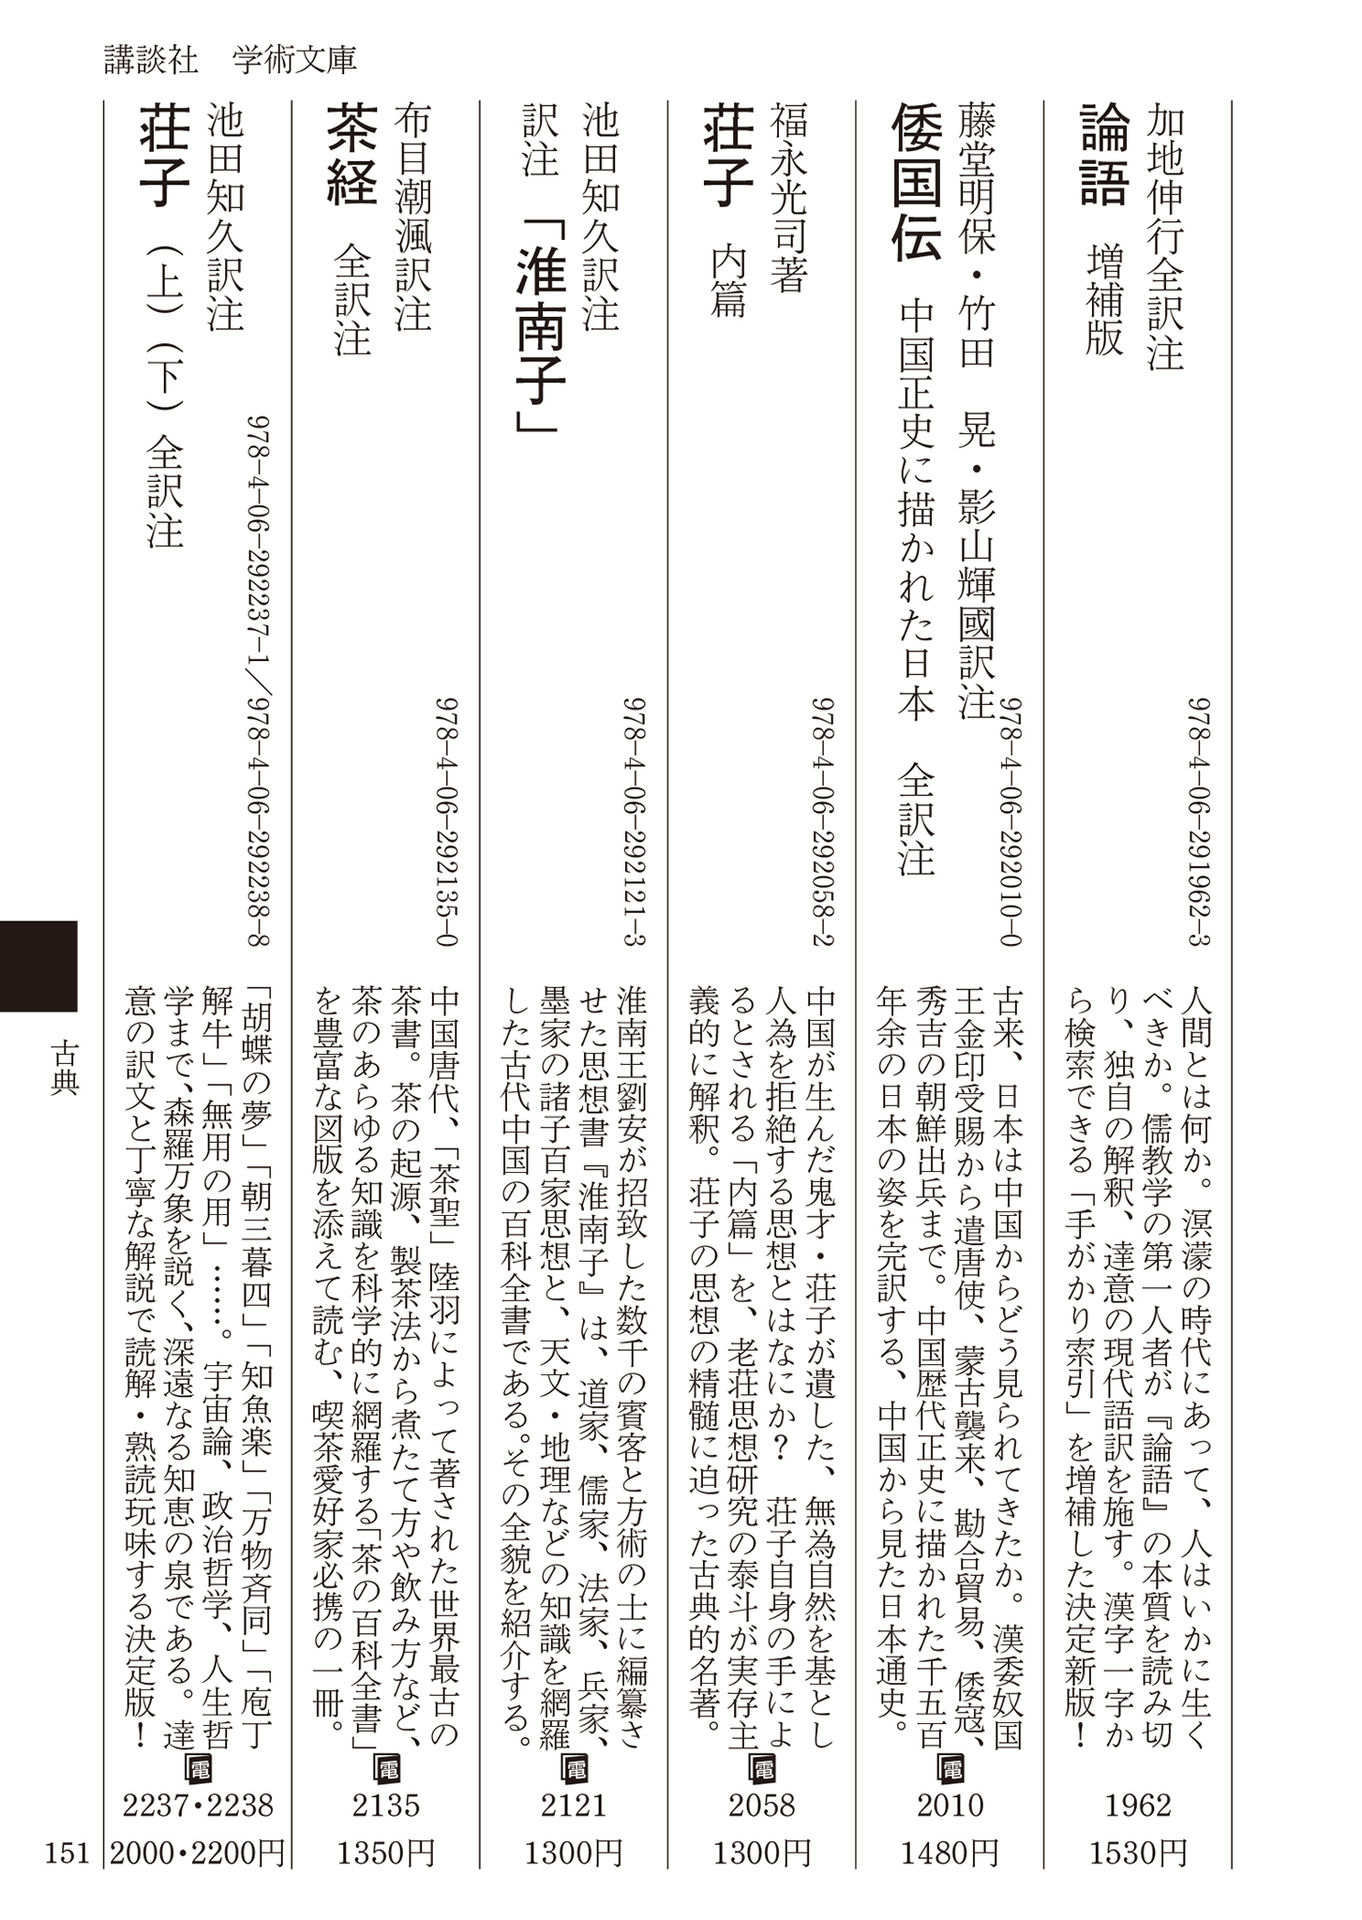 講談社　学術文庫
加地伸行全訳注
論語　増補版
978-4-06-291962-3
人間とは何か。溟濛の時代にあって、人はいかに生く
べきか。儒教学の第一人者が『論語』の本質を読み切
り、独自の解釈、達意の現代語訳を施す。漢字一字か
ら検索できる「手がかり索引」を増補した決定新版！
1962
1530円
藤堂明保・竹田　晃・影山輝國訳注
倭国伝　中国正史に描かれた日本　全訳注
978-4-06-292010-0
古来、日本は中国からどう見られてきたか。漢委奴国
王金印受賜から遣唐使、蒙古襲来、勘合貿易、倭寇、
秀吉の朝鮮出兵まで。中国歴代正史に描かれた千五百
年余の日本の姿を完訳する、中国から見た日本通史。
電
2010
1480円
福永光司著
荘子　内篇
978-4-06-292058-2
中国が生んだ鬼才・荘子が遺した、無為自然を基とし
人為を拒絶する思想とはなにか？　荘子自身の手によ
るとされる「内篇」を、老荘思想研究の泰斗が実存主
義的に解釈。荘子の思想の精髄に迫った古典的名著。
電
2058
1300円
池田知久訳注
訳注「淮南子」
978-4-06-292121-3
淮南王劉安が招致した数千の賓客と方術の士に編纂さ
せた思想書『淮南子』は、道家、儒家、法家、兵家、
墨家の諸子百家思想と、天文・地理などの知識を網羅
した古代中国の百科全書である。その全貌を紹介する。
電
2121
1300円
布目潮渢訳注
茶経　全訳注
978-4-06-292135-0
中国唐代、「茶聖」陸羽によって著された世界最古の
茶書。茶の起源、製茶法から煮たて方や飲み方など、
茶のあらゆる知識を科学的に網羅する「茶の百科全書」
を豊富な図版を添えて読む、喫茶愛好家必携の一冊。
電
2135
1350円
池田知久訳注
荘子　（上）（下）全訳注
978-4-06-292237-1／978-4-06-292238-8
「胡蝶の夢」「朝三暮四」「知魚楽」「万物斉同」「庖丁
解牛」「無用の用」……。宇宙論、政治哲学、人生哲
学まで、森羅万象を説く、深遠なる知恵の泉である。達
意の訳文と丁寧な解説で読解・熟読玩味する決定版！
電
2237・2238
2000・2200円
古典
151